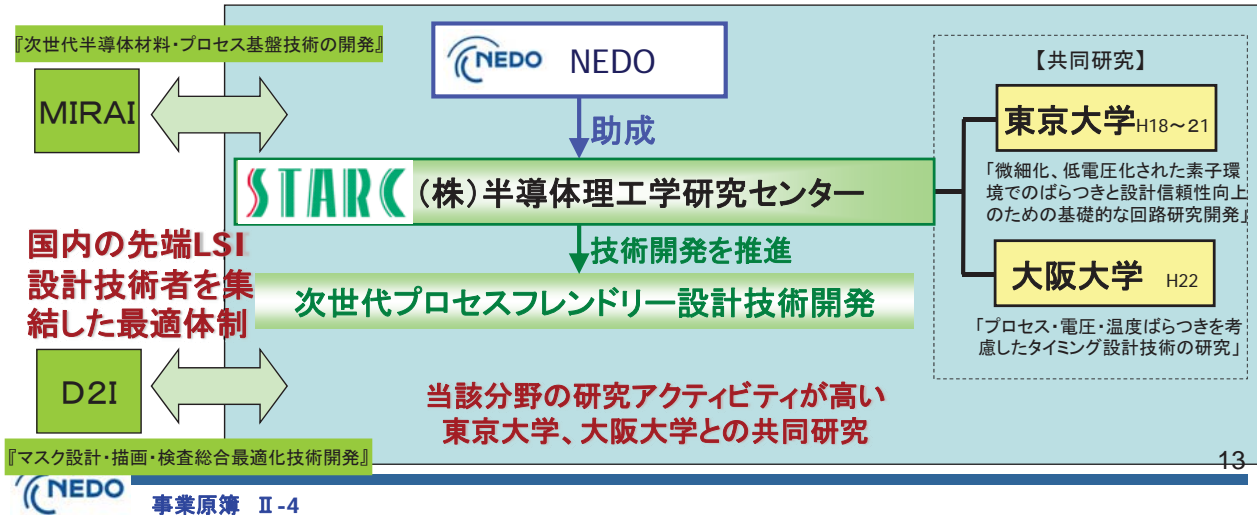 『次世代半導体材料・プロセス基盤技術の開発』
MIRAI
NEDO NEDO
助成
STARC (株)半導体理工学研究センター
技術開発を推進
次世代プロセスフレンドリー設計技術開発
国内の先端LSI
設計技術者を集
結した最適体制
【共同研究】
東京大学H18～21
「微細化、低電圧化された素子環
境でのばらつきと設計信頼性向上
のための基礎的な回路研究開発」
大阪大学 H22
「プロセス・電圧・温度ばらつきを考
慮したタイミング設計技術の研究」
D2I
『マスク設計・描画・検査総合最適化技術開発』
当該分野の研究アクティビティが高い
東京大学、大阪大学との共同研究
13
NEDO 事業原簿 Ⅱ-4